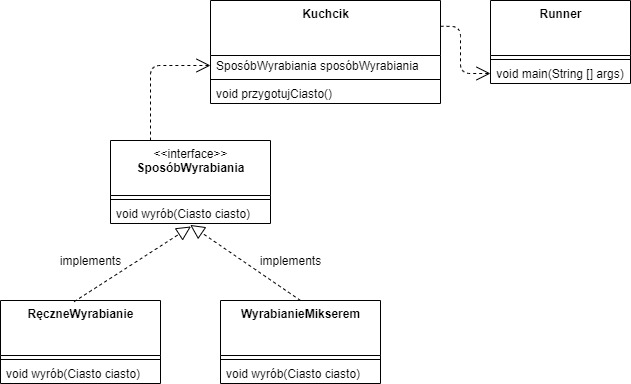 Kuchcik
SposóbWyrabiania sposóbWyrabiania
void przygotujCiasto()
Runner
void main(String [] args)
<<interface>>
SposóbWyrabiania
void wyrób(Ciasto ciasto)
implements
implements
RęczneWyrabianie
void wyrób(Ciasto ciasto)
WyrabianieMikserem
void wyrób(Ciasto ciasto)